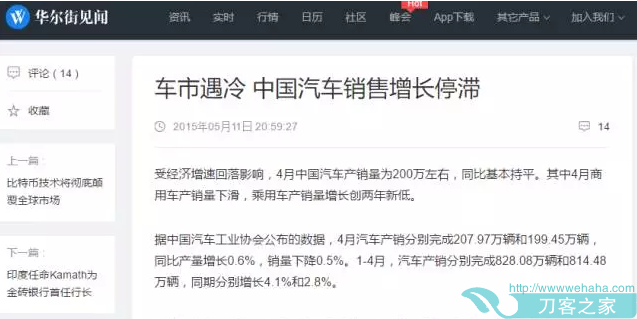 华尔街见闻 资讯 实时 行情 日历 社区 峰会 Hot App下载 其它产品 加入我们
评论（14）
收藏
上一篇：
比特币技术将彻底颠
覆全球市场
下一篇：
印度任命Kamath为
金砖银行首任行长
车市遇冷 中国汽车销售增长停滞
2015年05月11日 20:59:27
14
受经济增速回落影响，4月中国汽车产销量为200万左右，同比基本持平。其中4月商
用车产销量下滑，乘用车产销量增长创两年新低。
据中国汽车工业协会公布的数据，4月汽车产销分别完成207.97万辆和199.45万辆，
同比产量增长0.6%，销量下降0.5%。1-4月，汽车产销分别完成828.08万辆和814.48
万辆，同期分别增长4.1%和2.8%。
http://www.wehaha.com
刀客之家